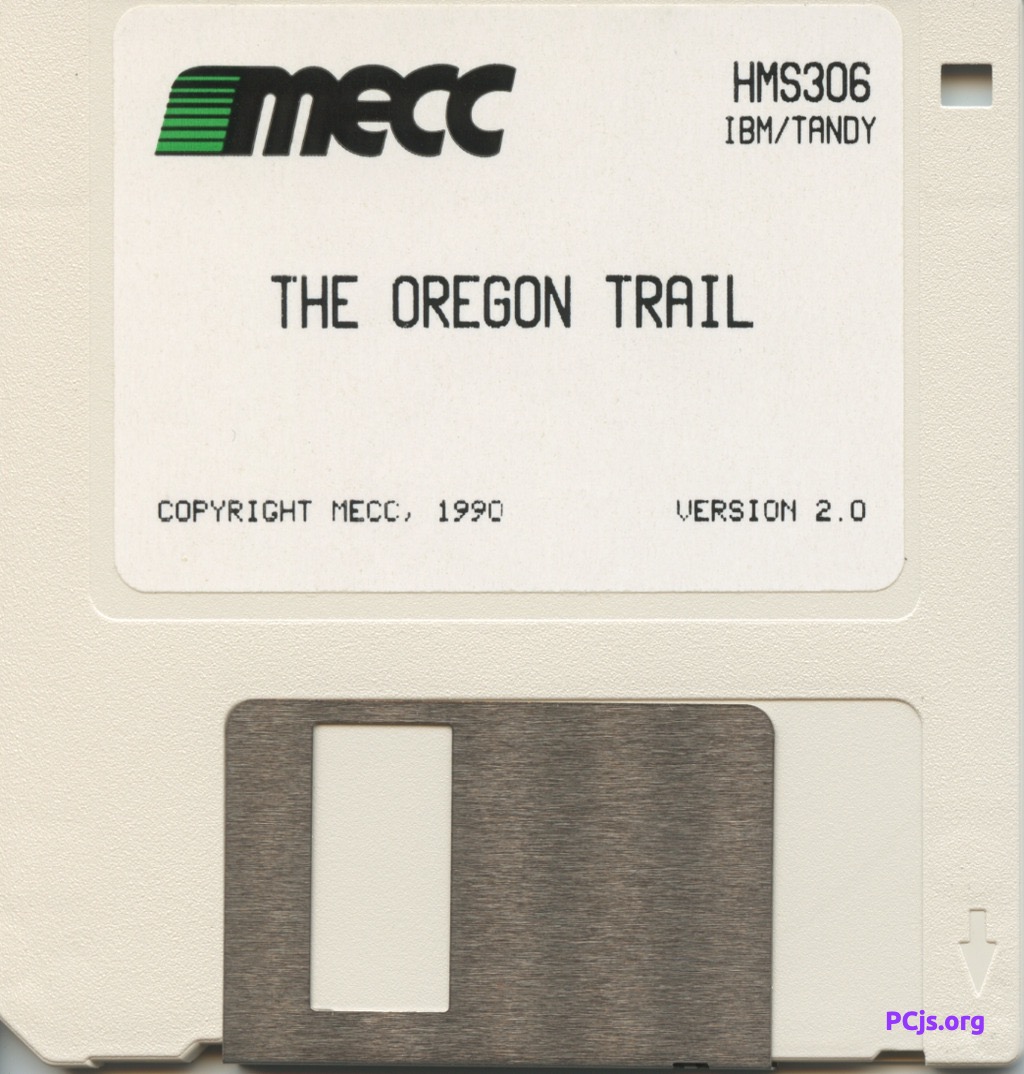 mecc
HMS306
IBM/TANDY
THE OREGON TRAIL
COPYRIGHT MECC, 1990
VERSION 2.0
PCjs.org